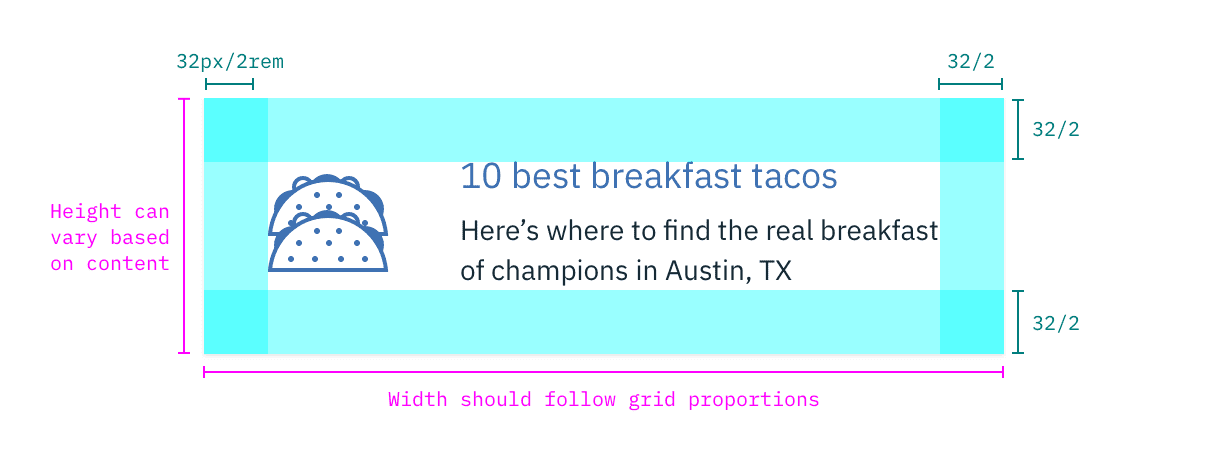 32px/2rem
32/2
32/2
10 best breakfast tacos
Height can
vary based
on content
Here’s where to find the real breakfast
of champions in Austin, TX
32/2
Width should follow grid proportions